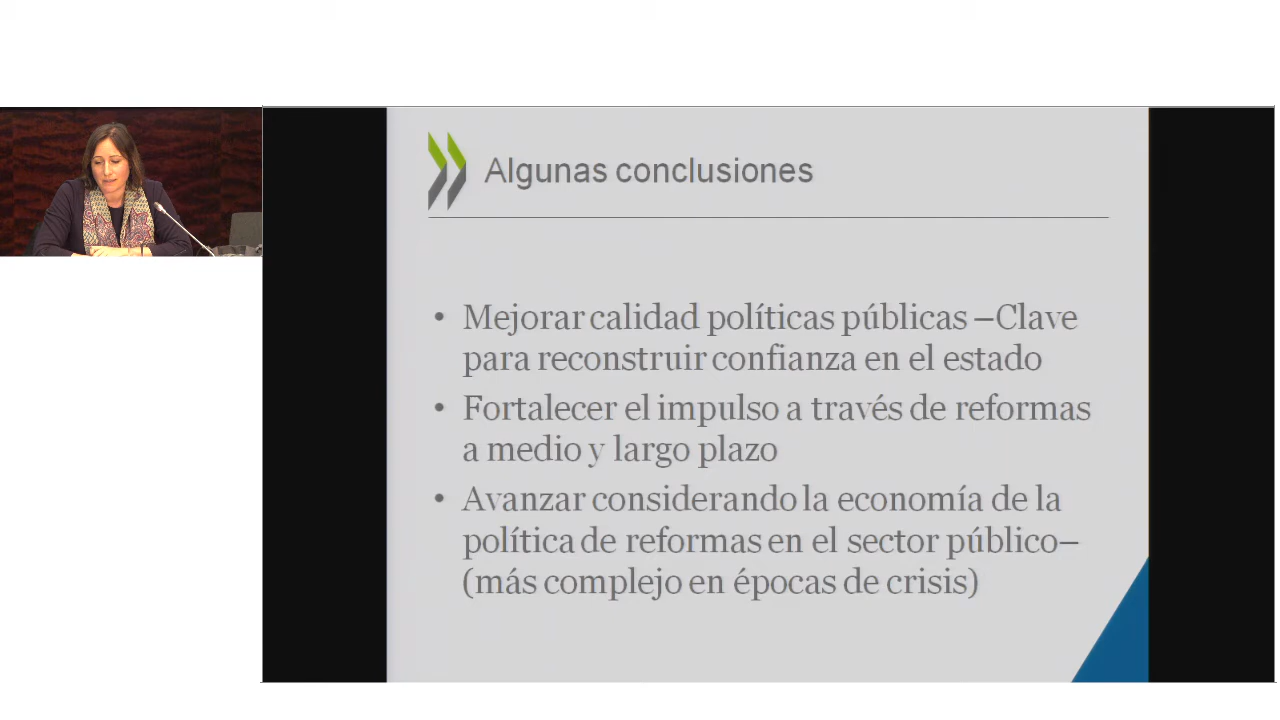 Algunas conclusiones
• Mejorar calidad políticas públicas –Clave
para reconstruir confianza en el estado
• Fortalecer el impulso a través de reformas
a medio y largo plazo
• Avanzar considerando la economía de la
política de reformas en el sector público–
(más complejo en épocas de crisis)